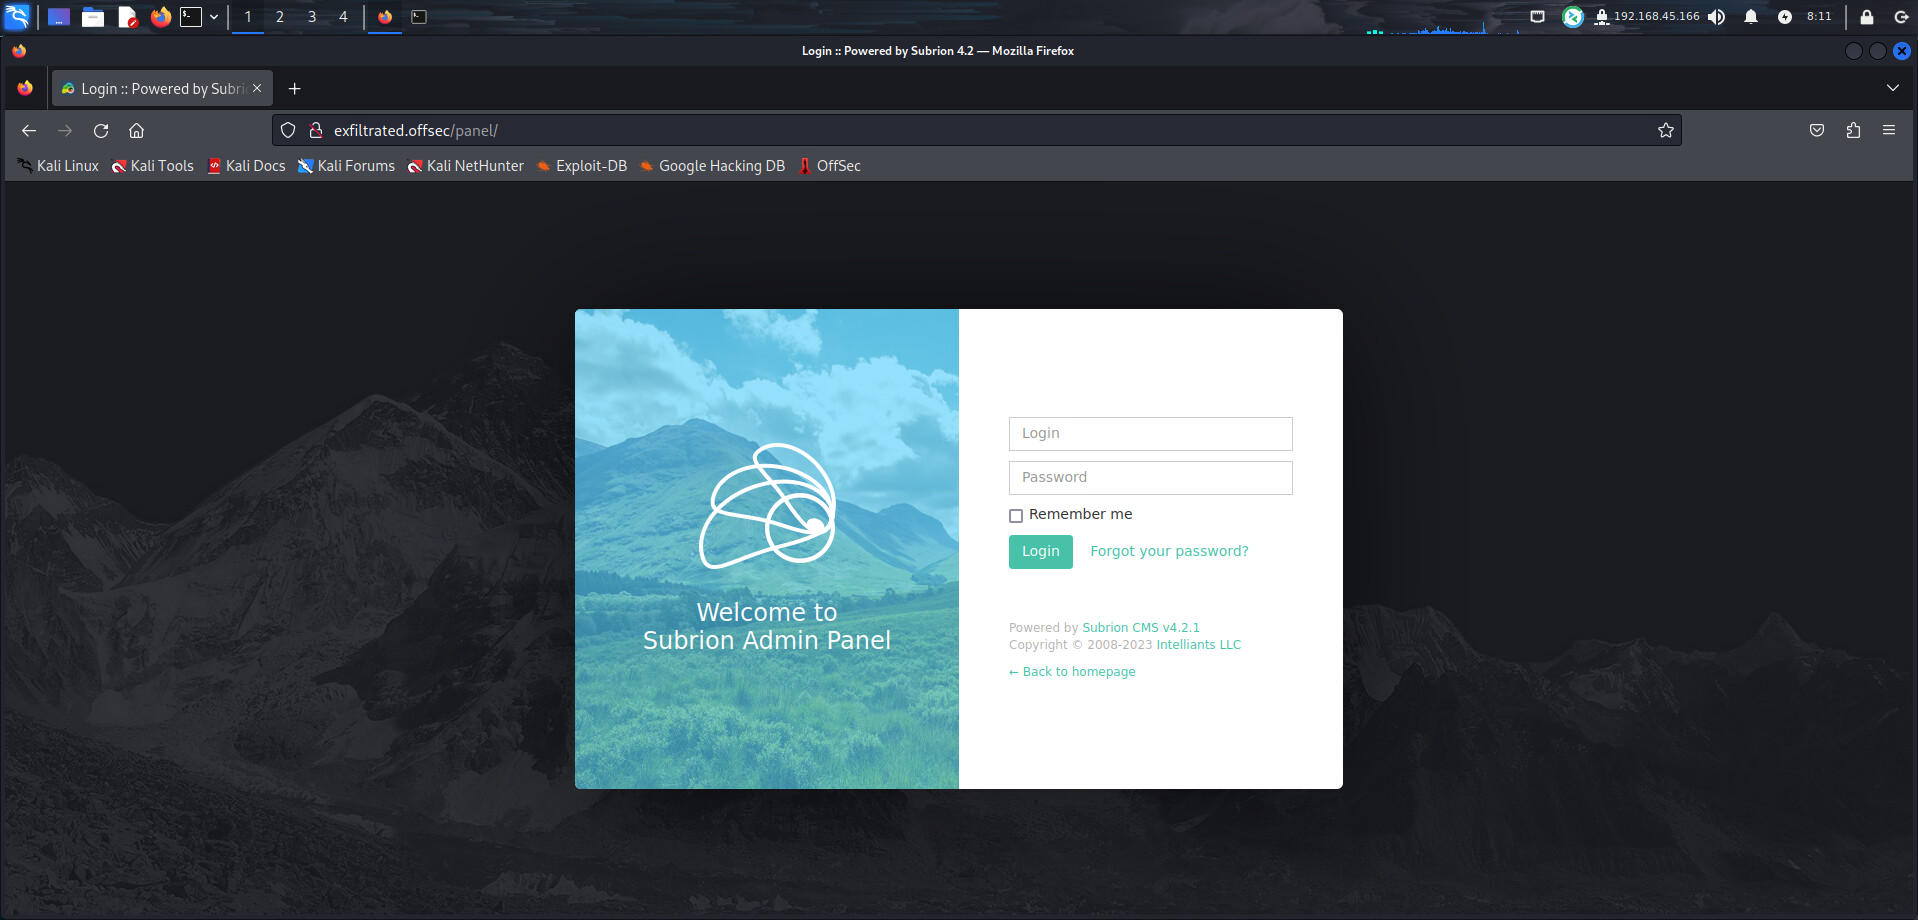 1 2 3 4 192.168.45.166 8:11
Login :: Powered by Subrion 4.2 — Mozilla Firefox
Login :: Powered by Subri
exfiltrated.offsec/panel/
Kali Linux Kali Tools Kali Docs Kali Forums Kali NetHunter Exploit-DB Google Hacking DB OffSec
Welcome to
Subrion Admin Panel
Login
Password
Remember me
Login Forgot your password?
Powered by Subrion CMS v4.2.1
Copyright © 2008-2023 Intelliants LLC
← Back to homepage